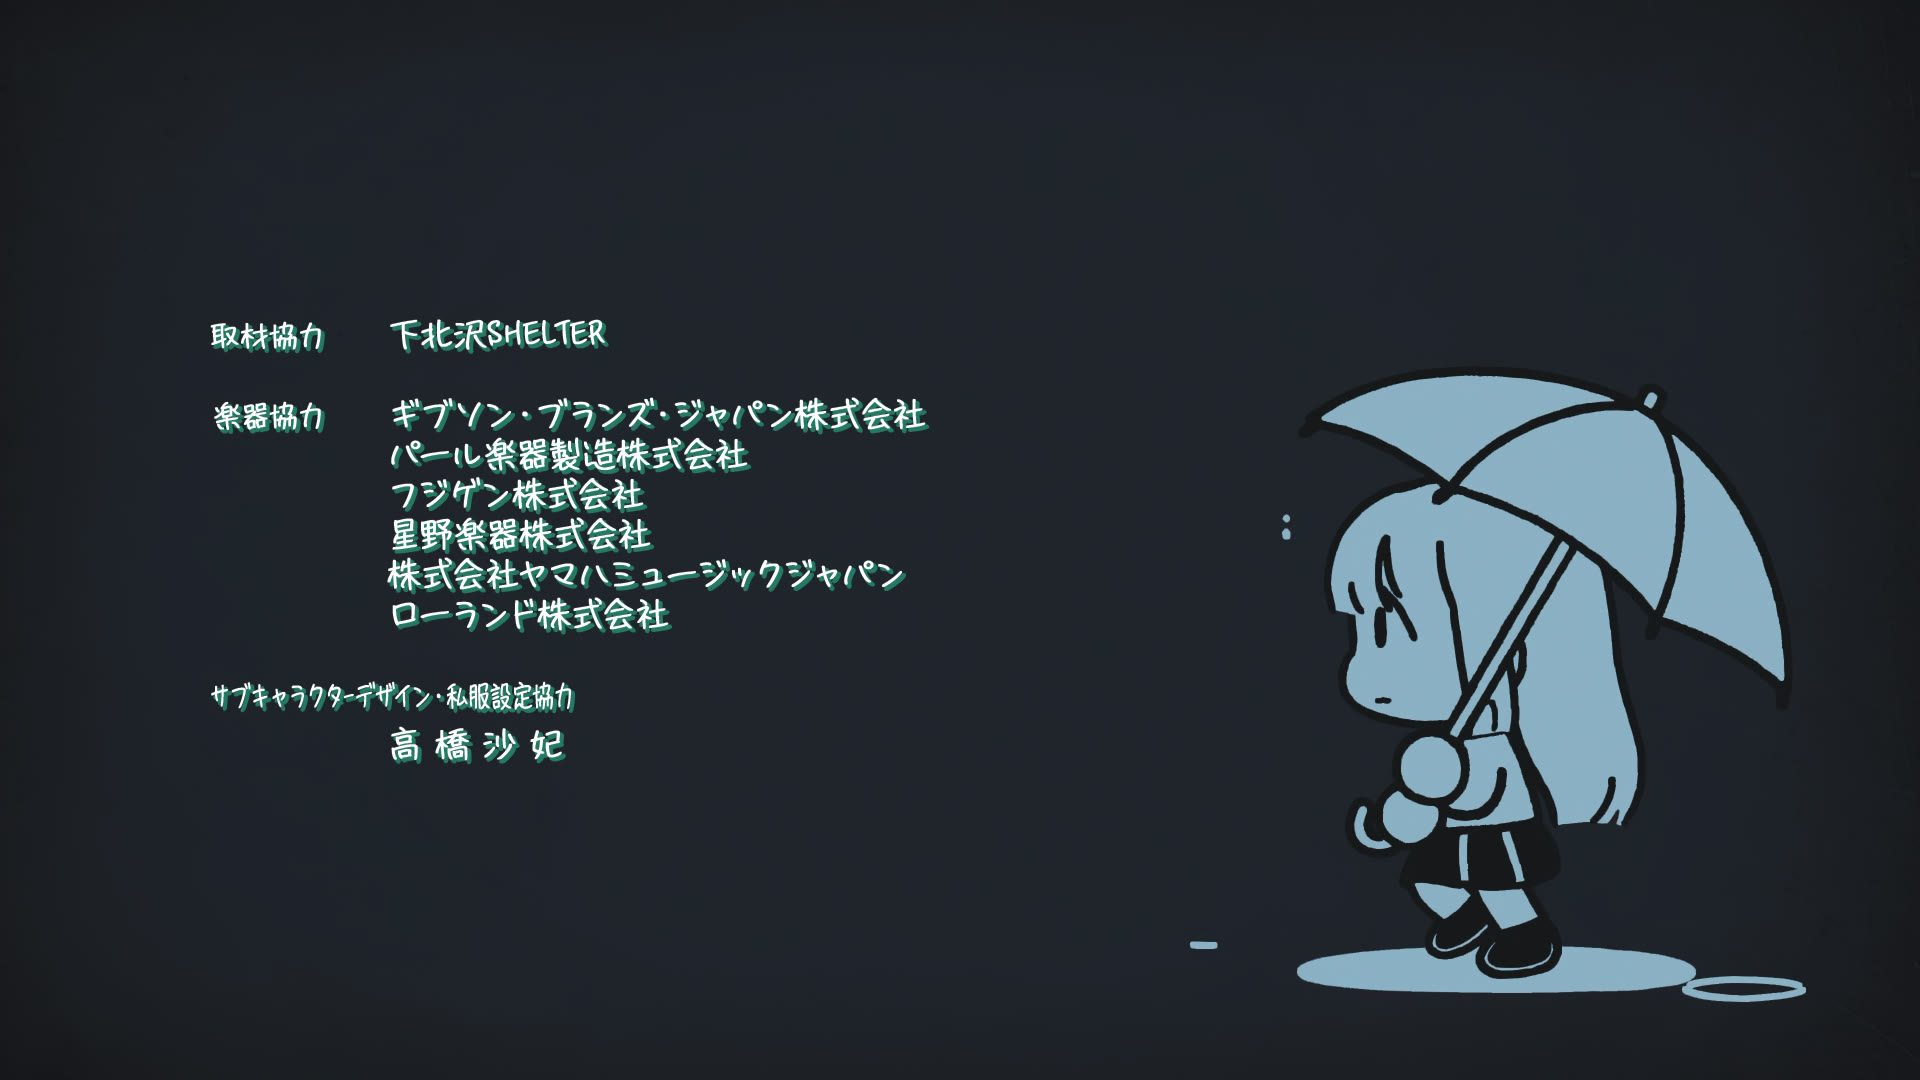 取材協力 下北沢SHELTER
楽器協力 ギブソン・ブランズ・ジャパン株式会社
パール楽器製造株式会社
フジゲン株式会社
星野楽器株式会社
株式会社ヤマハミュージックジャパン
ローランド株式会社
サブキャラクターデザイン・私服設定協力
高橋沙妃